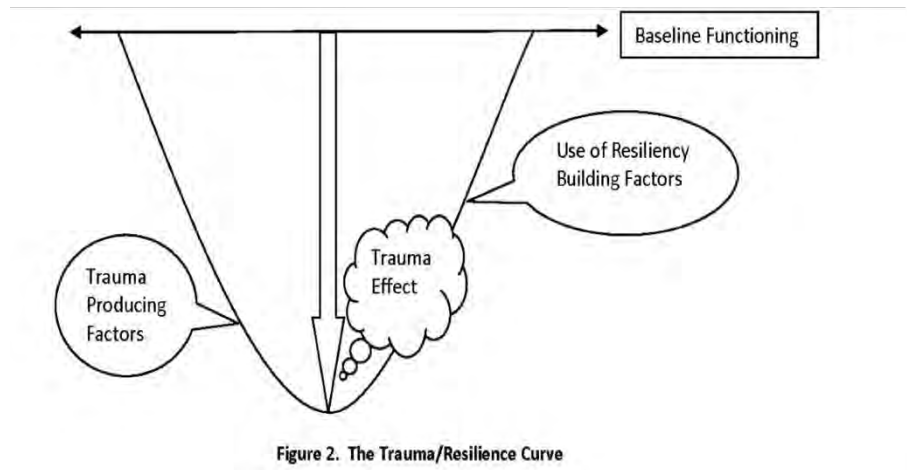 Baseline Functioning
Use of Resiliency
Building Factors
Trauma
Effect
Trauma
Producing
Factors
Figure 2. The Trauma/Resilience Curve